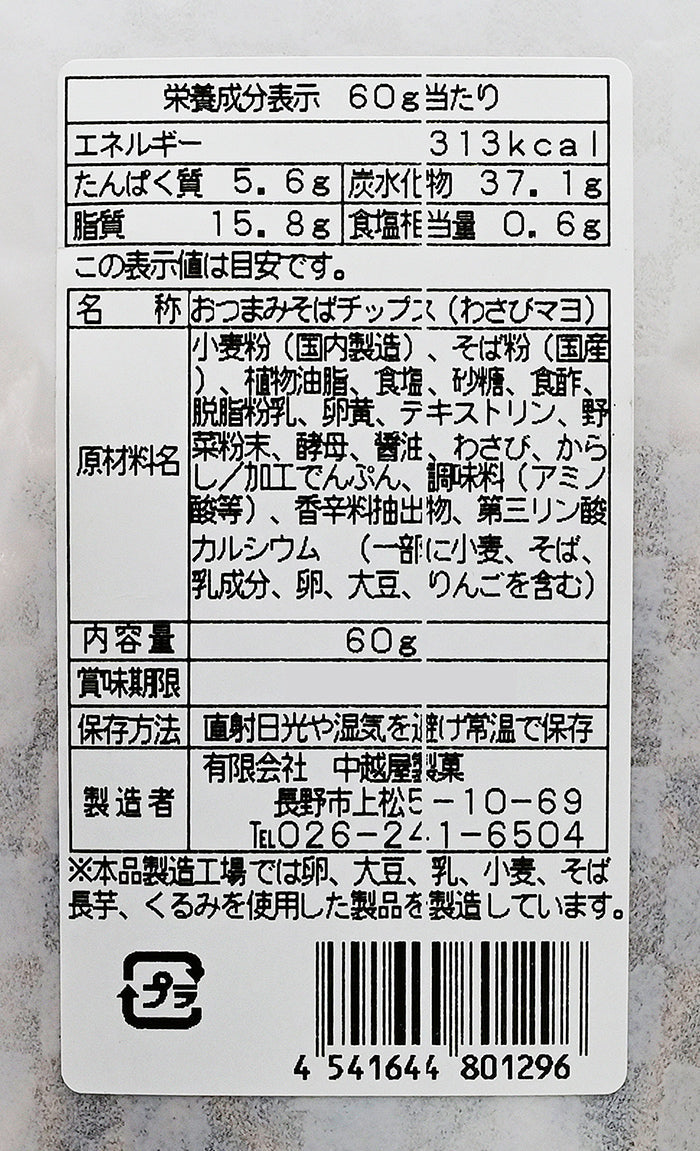 栄養成分表示 60g当たり
エネルギー 313kcal
たんぱく質 5.6g 炭水化物 37.1g
脂質 15.8g 食塩相当量 0.6g
この表示値は目安です。
名称 おつまみそばチップス（わさびマヨ）
原材料名
小麦粉（国内製造）、そば粉（国産
）、植物油脂、食塩、砂糖、食酢、
脱脂粉乳、卵黄、テキストリン、野
菜粉末、酵母、醤油、わさび、から
し／加工でんぷん、調味料（アミノ
酸等）、香辛料抽出物、第三リン酸
カルシウム （一部に小麦、そば、
乳成分、卵、大豆、りんごを含む）
内容量 60g
賞味期限
保存方法 直射日光や湿気を避け常温で保存
製造者
有限会社 中越屋製菓
長野市上松5-10-69
℡026-241-6504
※本品製造工場では卵、大豆、乳、小麦、そば
長芋、くるみを使用した製品を製造しています。
プラ
4 541644 801296